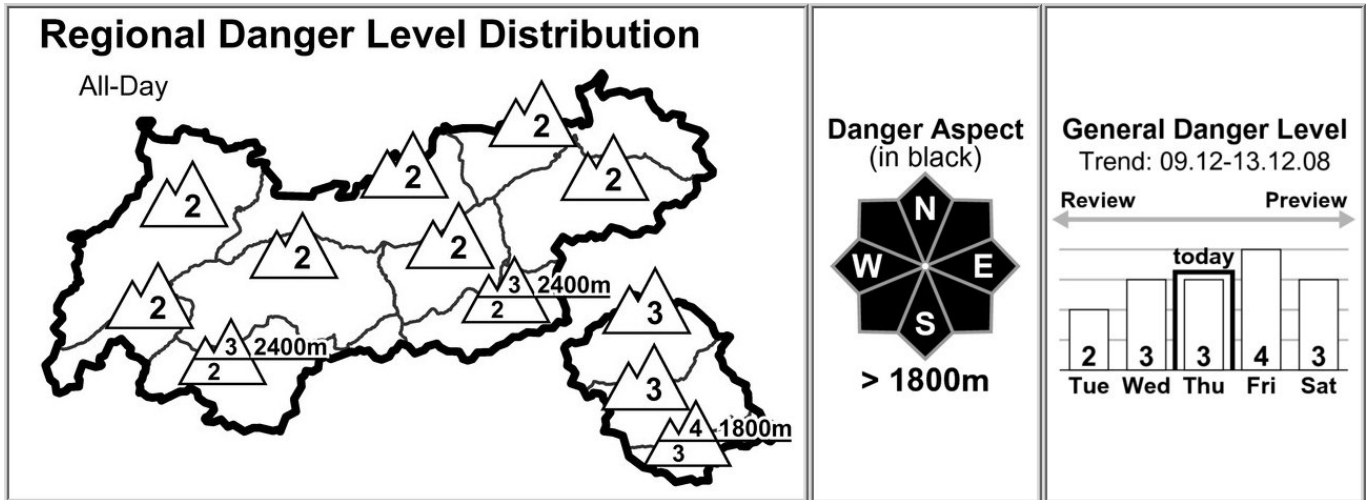 Regional Danger Level Distribution
All-Day
2
2
2
2
2
2
2
2
3 2400m
2
3 2400m
2
3
3
4 1800m
3
Danger Aspect
(in black)
N
W E
S
> 1800m
General Danger Level
Trend: 09.12-13.12.08
Review Preview
today
2 3 3 4 3
Tue Wed Thu Fri Sat